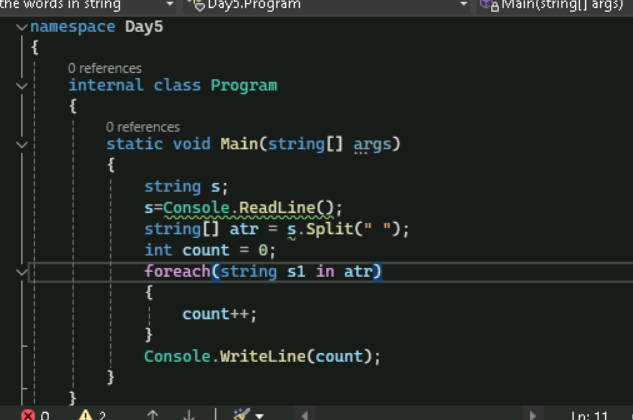 the words in string Day5.Program Main(string[] args)
namespace Day5
{
0 references
internal class Program
{
0 references
static void Main(string[] args)
{
string s;
s=Console.ReadLine();
string[] atr = s.Split(" ");
int count = 0;
foreach(string s1 in atr)
{
count++;
}
Console.WriteLine(count);
}
}
0 2 Ln: 11